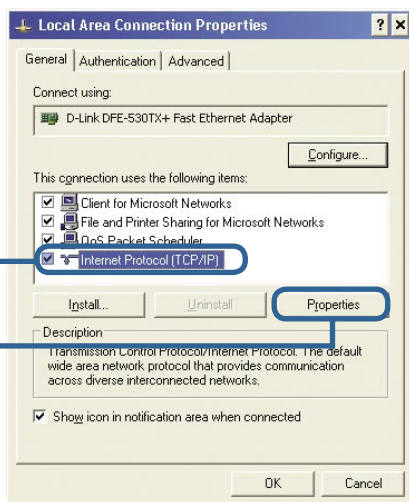 Local Area Connection Properties
General Authentication Advanced
Connect using:
D-Link DFE-530TX+ Fast Ethernet Adapter
Configure...
This connection uses the following items:
Client for Microsoft Networks
File and Printer Sharing for Microsoft Networks
QoS Packet Scheduler
Internet Protocol (TCP/IP)
Install... Uninstall Properties
Description
Transmission Control Protocol/Internet Protocol. The default
wide area network protocol that provides communication
across diverse interconnected networks.
Show icon in notification area when connected
OK Cancel